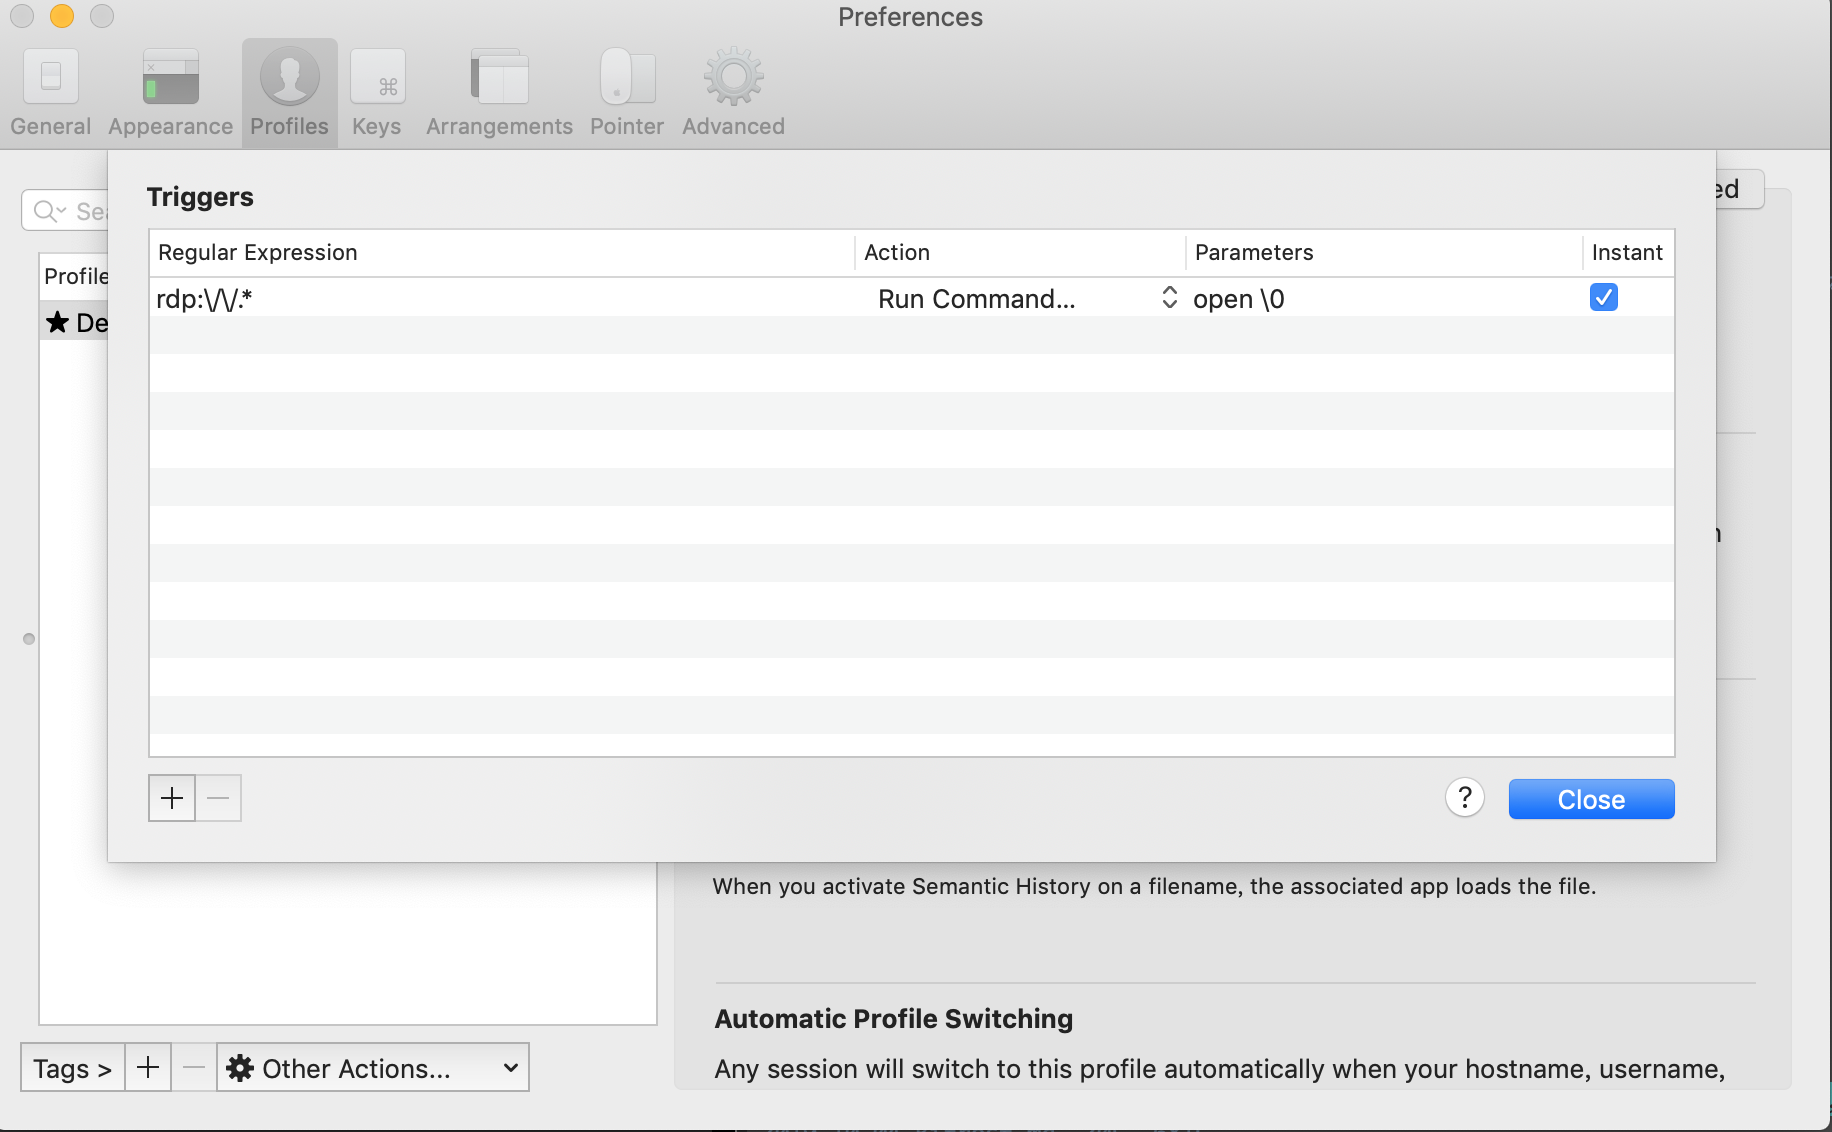 Preferences
General Appearance Profiles Keys Arrangements Pointer Advanced
Triggers
Regular Expression Action Parameters Instant
rdp:\/\/.* Run Command... open \0
Profile
De
? Close
When you activate Semantic History on a filename, the associated app loads the file.
Automatic Profile Switching
Any session will switch to this profile automatically when your hostname, username,
Tags > Other Actions...